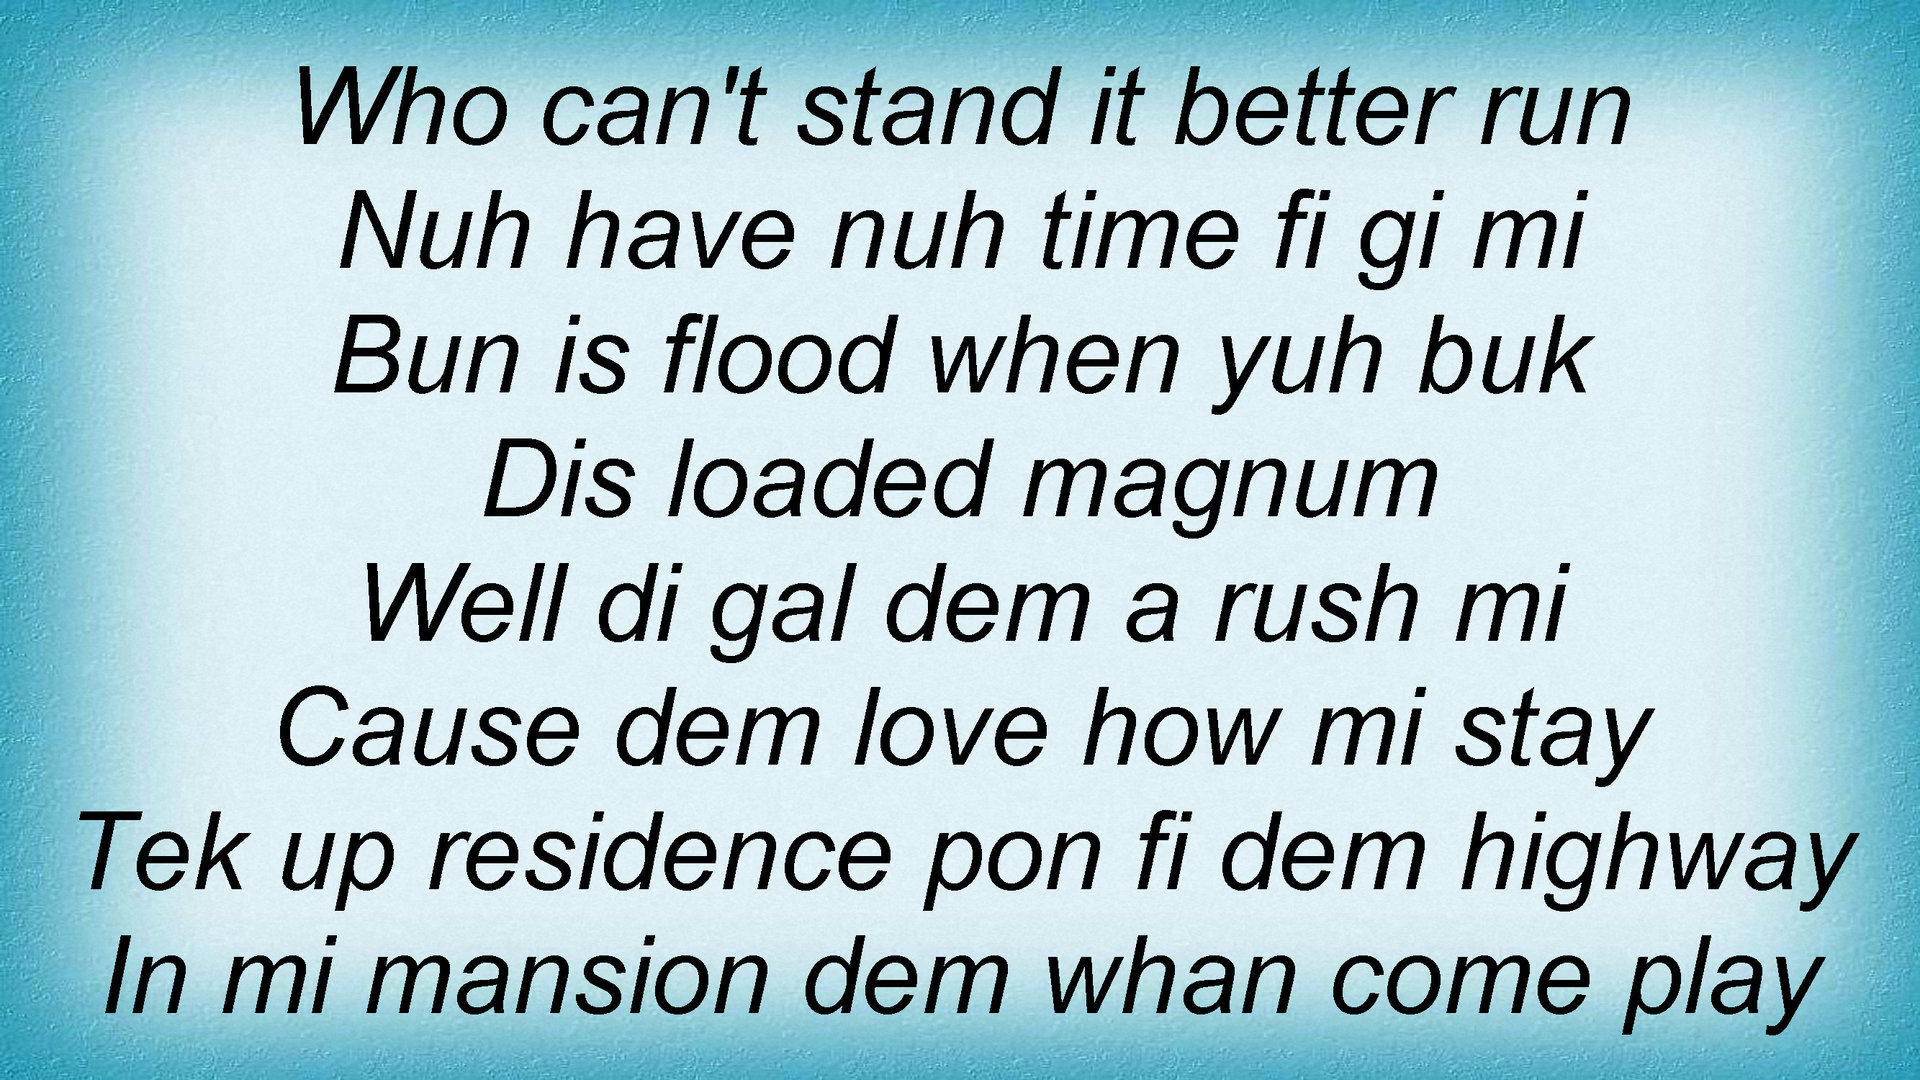 Who can't stand it better run
Nuh have nuh time fi gi mi
Bun is flood when yuh buk
Dis loaded magnum
Well di gal dem a rush mi
Cause dem love how mi stay
Tek up residence pon fi dem highway
In mi mansion dem whan come play